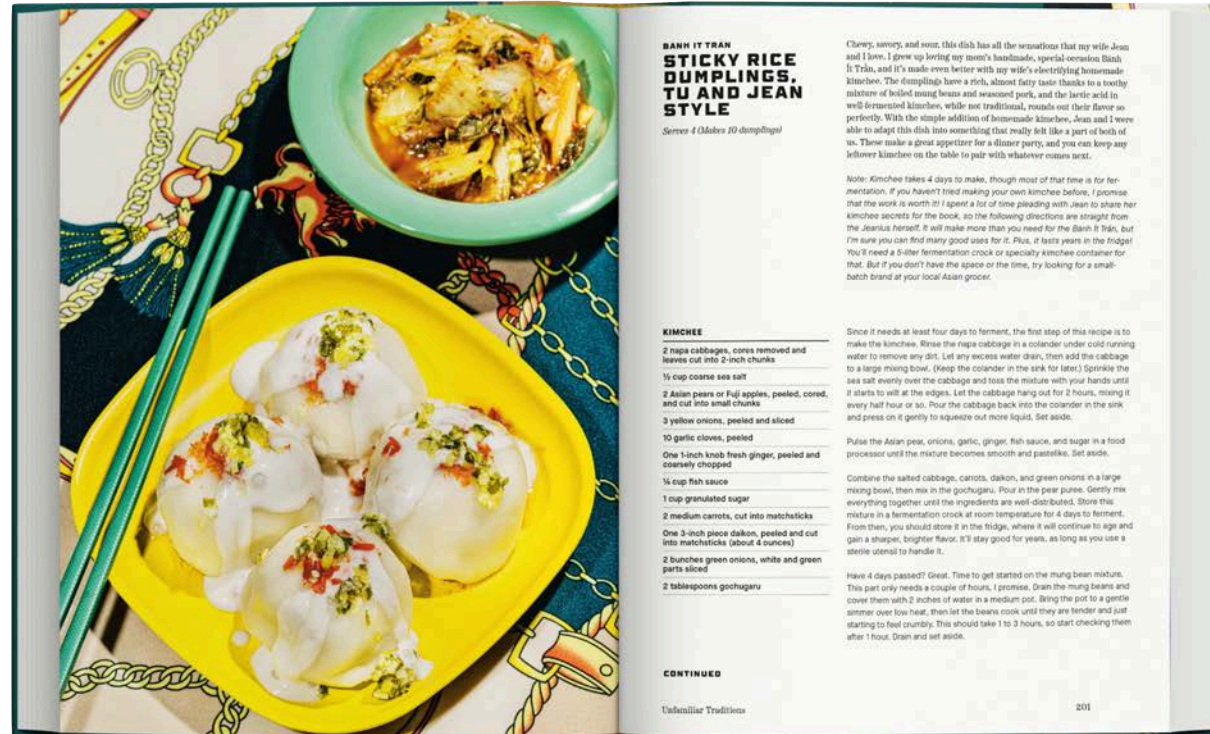 BÁNH ÍT TRẦN
STICKY RICE
DUMPLINGS,
TU AND JEAN
STYLE
Serves 4 (Makes 10 dumplings)
Chewy, savory, and sour, this dish has all the sensations that my wife Jean
and I love. I grew up loving my mom's handmade, special-occasion Bánh
Ít Trần, and it's made even better with my wife's electrifying homemade
kimchee. The dumplings have a rich, almost fatty taste thanks to a toothy
mixture of boiled mung beans and seasoned pork, and the lactic acid in
well-fermented kimchee, while not traditional, rounds out their flavor so
perfectly. With the simple addition of homemade kimchee, Jean and I were
able to adapt this dish into something that really felt like a part of both of
us. These make a great appetizer for a dinner party, and you can keep any
leftover kimchee on the table to pair with whatever comes next.
Note: Kimchee takes 4 days to make, though most of that time is for fer-
mentation. If you haven't tried making your own kimchee before, I promise
that the work is worth it! I spent a lot of time pleading with Jean to share her
kimchee secrets for the book, so the following directions are straight from
the Jeanius herself. It will make more than you need for the Bánh Ít Trần, but
I'm sure you can find many good uses for it. Plus, it lasts years in the fridge!
You'll need a 5-liter fermentation crock or specialty kimchee container for
that. But if you don't have the space or the time, try looking for a small-
batch brand at your local Asian grocer.
KIMCHEE
2 napa cabbages, cores removed and
leaves cut into 2-inch chunks
½ cup coarse sea salt
2 Asian pears or Fuji apples, peeled, cored,
and cut into small chunks
3 yellow onions, peeled and sliced
10 garlic cloves, peeled
One 1-inch knob fresh ginger, peeled and
coarsely chopped
¼ cup fish sauce
1 cup granulated sugar
2 medium carrots, cut into matchsticks
One 3-inch piece daikon, peeled and cut
into matchsticks (about 4 ounces)
2 bunches green onions, white and green
parts sliced
2 tablespoons gochugaru
Since it needs at least four days to ferment, the first step of this recipe is to
make the kimchee. Rinse the napa cabbage in a colander under cold running
water to remove any dirt. Let any excess water drain, then add the cabbage
to a large mixing bowl. (Keep the colander in the sink for later.) Sprinkle the
sea salt evenly over the cabbage and toss the mixture with your hands until
it starts to wilt at the edges. Let the cabbage hang out for 2 hours, mixing it
every half hour or so. Pour the cabbage back into the colander in the sink
and press on it gently to squeeze out more liquid. Set aside.
Pulse the Asian pear, onions, garlic, ginger, fish sauce, and sugar in a food
processor until the mixture becomes smooth and pastelike. Set aside.
Combine the salted cabbage, carrots, daikon, and green onions in a large
mixing bowl, then mix in the gochugaru. Pour in the pear puree. Gently mix
everything together until the ingredients are well-distributed. Store this
mixture in a fermentation crock at room temperature for 4 days to ferment.
From then, you should store it in the fridge, where it will continue to age and
gain a sharper, brighter flavor. It'll stay good for years, as long as you use a
sterile utensil to handle it.
Have 4 days passed? Great. Time to get started on the mung bean mixture.
This part only needs a couple of hours, I promise. Drain the mung beans and
cover them with 2 inches of water in a medium pot. Bring the pot to a gentle
simmer over low heat, then let the beans cook until they are tender and just
starting to feel crumbly. This should take 1 to 3 hours, so start checking them
after 1 hour. Drain and set aside.
CONTINUED
Unfamiliar Traditions
201